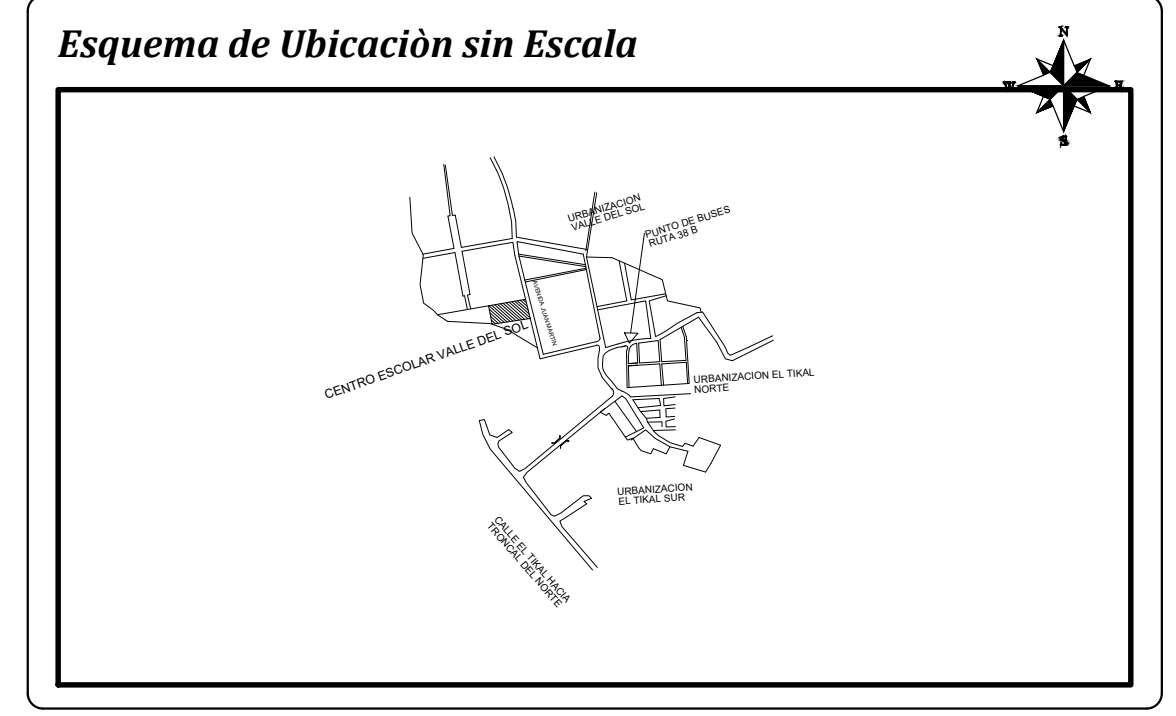 Esquema de Ubicaciòn sin Escala
N
W
E
S
URBANIZACION
VALLE DEL SOL
PUNTO DE BUSES
RUTA 38 B
AVENIDA JUAN MARTIN
CENTRO ESCOLAR VALLE DEL SOL
URBANIZACION EL TIKAL
NORTE
URBANIZACION
EL TIKAL SUR
CALLE EL TIKAL HACIA
TRONCAL DEL NORTE